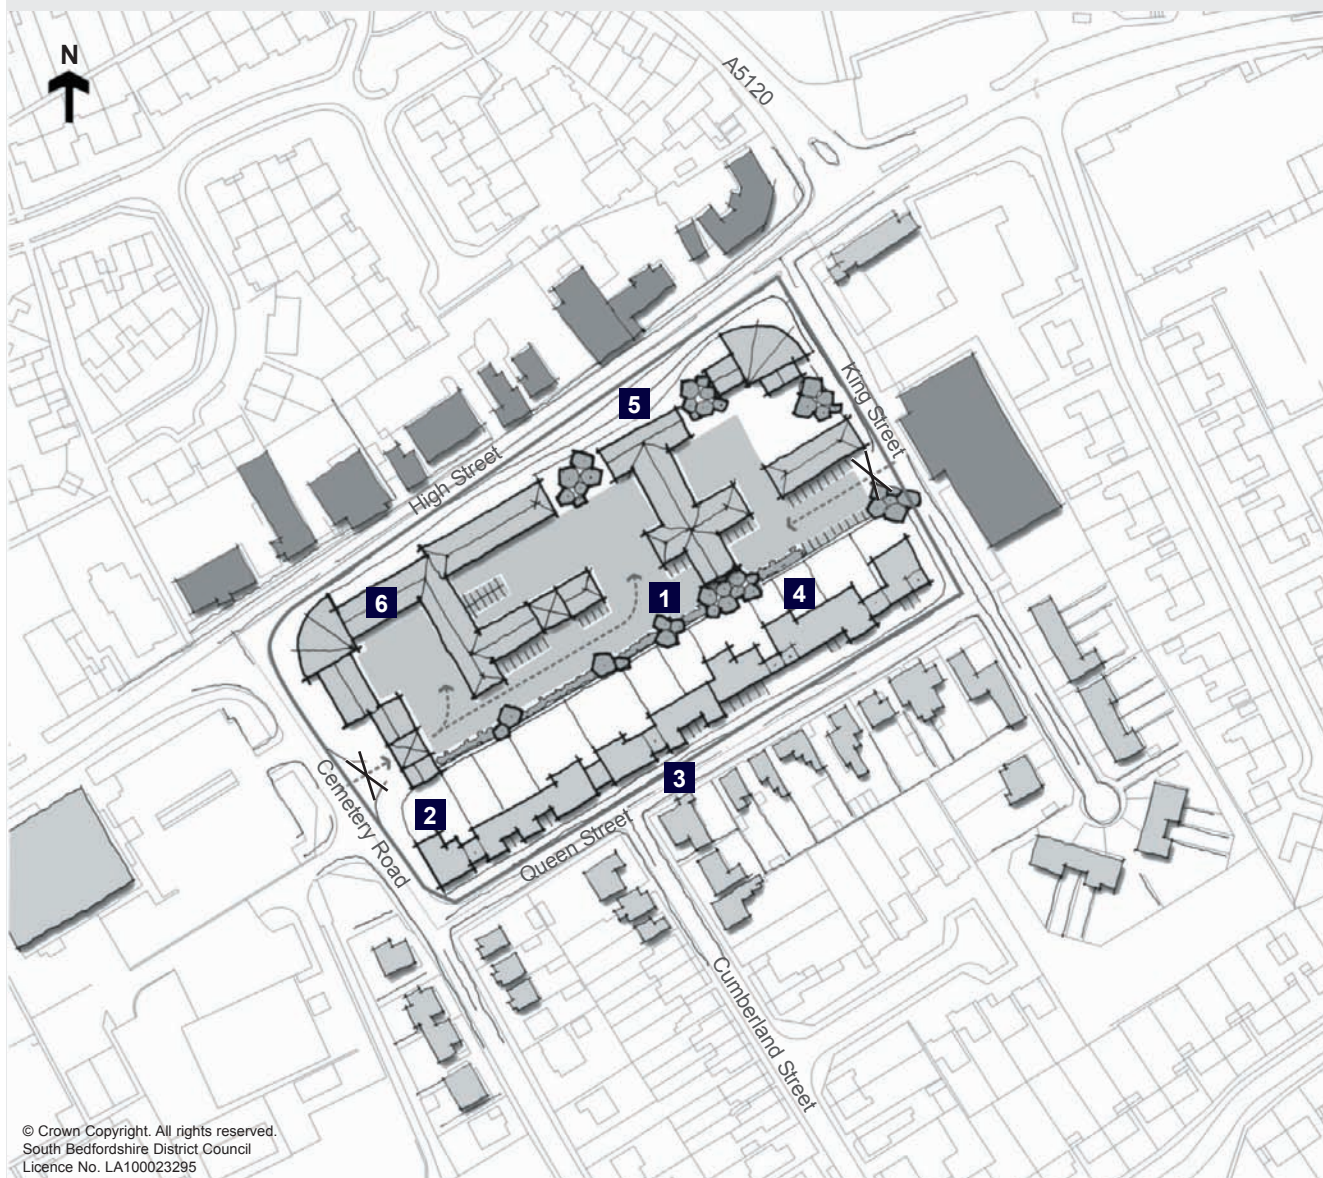 N
A5120
King Street
5
High Street
6
1
4
Cemetery Road
2
3
Queen Street
Cumberland Street
© Crown Copyright. All rights reserved.
South Bedfordshire District Council
Licence No. LA100023295